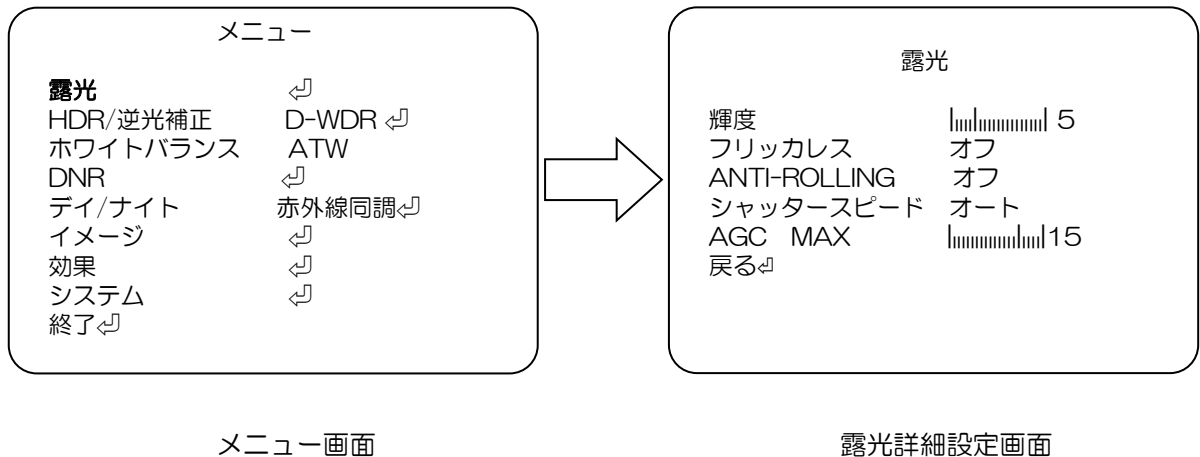 メニュー
露光 ⏎
HDR/逆光補正 D-WDR ⏎
ホワイトバランス ATW
DNR ⏎
デイ/ナイト 赤外線同調⏎
イメージ ⏎
効果 ⏎
システム ⏎
終了⏎
メニュー画面
露光
輝度 5
フリッカレス オフ
ANTI-ROLLING オフ
シャッタースピード オート
AGC MAX 15
戻る⏎
露光詳細設定画面